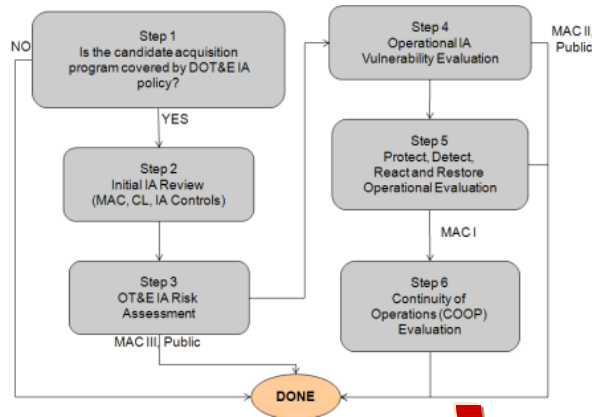 NO
Step 1
Is the candidate acquisition
program covered by DOT&E IA
policy?
YES
Step 2
Initial IA Review
(MAC, CL, IA Controls)
Step 3
OT&E IA Risk
Assessment
MAC III, Public
Step 4
Operational IA
Vulnerability Evaluation
MAC II,
Public
Step 5
Protect, Detect,
React and Restore
Operational Evaluation
MAC I
Step 6
Continuity of
Operations (COOP)
Evaluation
DONE